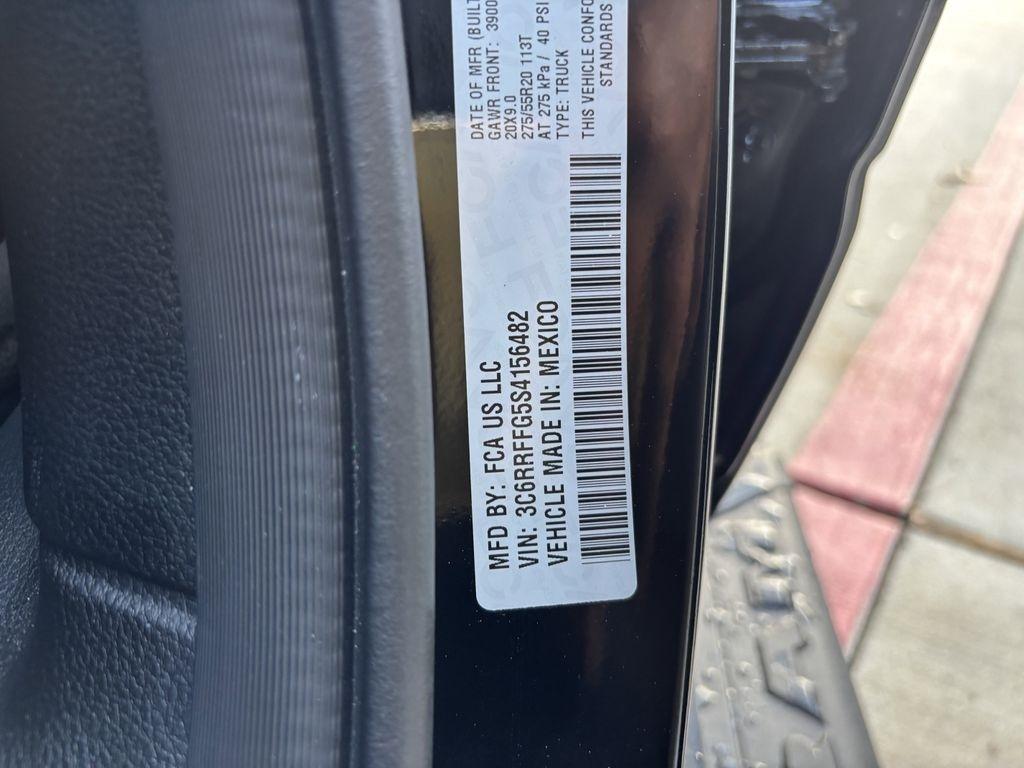 MFD BY: FCA US LLC
VIN: 3C6RRFFG5S4156482
VEHICLE MADE IN: MEXICO
DATE OF MFR (BUILT
GAWR FRONT: 3900
20X9.0
275/55R20 113T
AT 275 kPa / 40 PSI
TYPE: TRUCK
THIS VEHICLE CONFO
STANDARDS
RAM